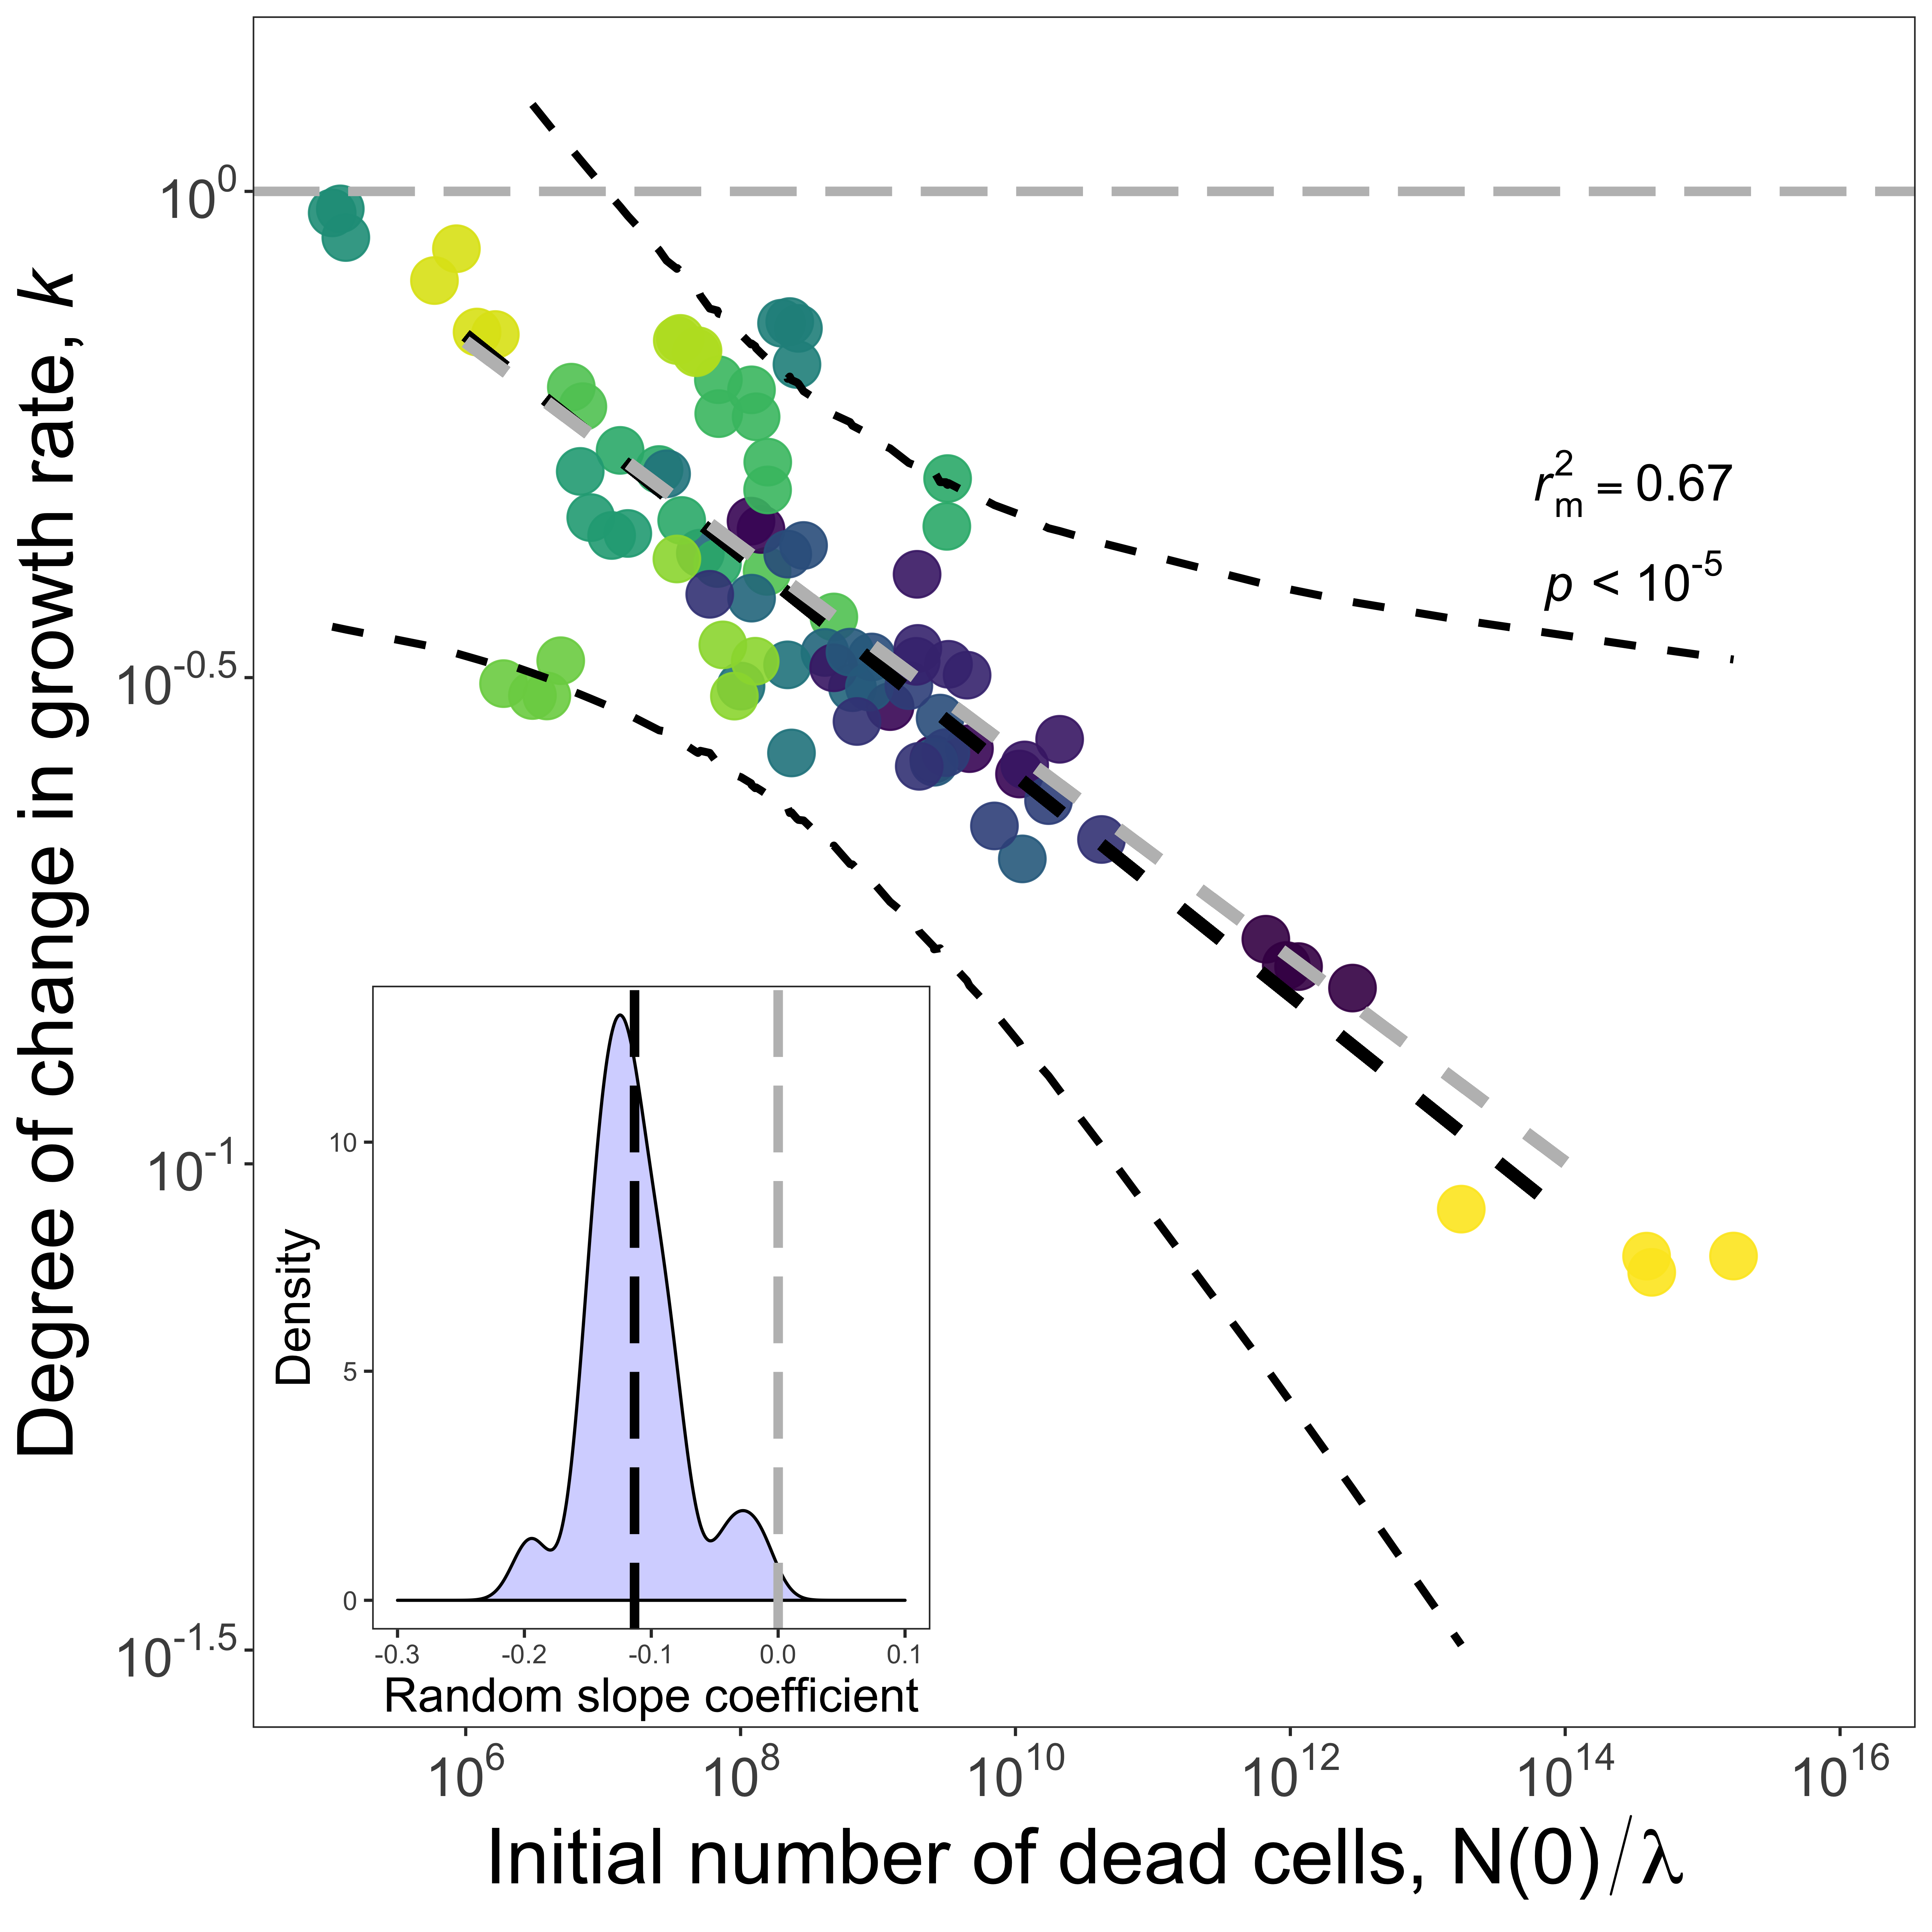 Degree of change in growth rate, k
10^0
10^-0.5
10^-1
10^-1.5
r_m^2 = 0.67
p < 10^-5
Density
10
5
0
-0.3 -0.2 -0.1 0.0 0.1
Random slope coefficient
10^6 10^8 10^10 10^12 10^14 10^16
Initial number of dead cells, N(0)/λ